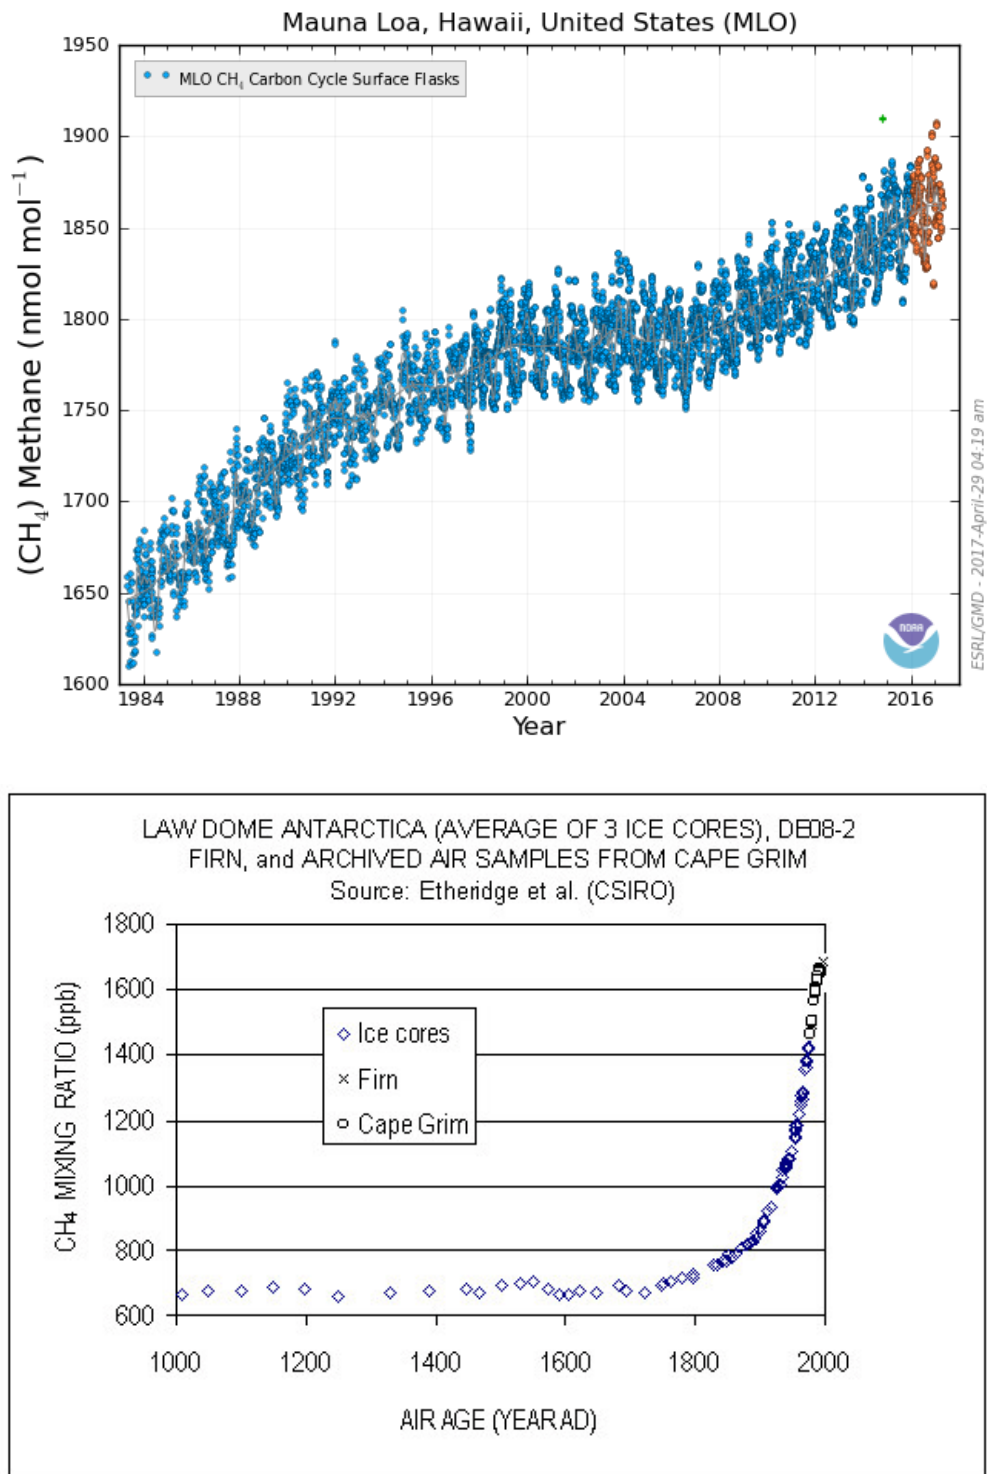 Mauna Loa, Hawaii, United States (MLO)
MLO CH₄ Carbon Cycle Surface Flasks
(CH₄) Methane (nmol mol⁻¹)
1950
1900
1850
1800
1750
1700
1650
1600
1984 1988 1992 1996 2000 2004 2008 2012 2016
Year
NOAA
ESRL/GMD - 2017-April-29 04:19 am
LAW DOME ANTARCTICA (AVERAGE OF 3 ICE CORES), DE08-2
FIRN, and ARCHIVED AIR SAMPLES FROM CAPE GRIM
Source: Etheridge et al. (CSIRO)
CH₄ MIXING RATIO (ppb)
1800
1600
1400
1200
1000
800
600
Ice cores
Firn
Cape Grim
1000 1200 1400 1600 1800 2000
AIR AGE (YEAR AD)